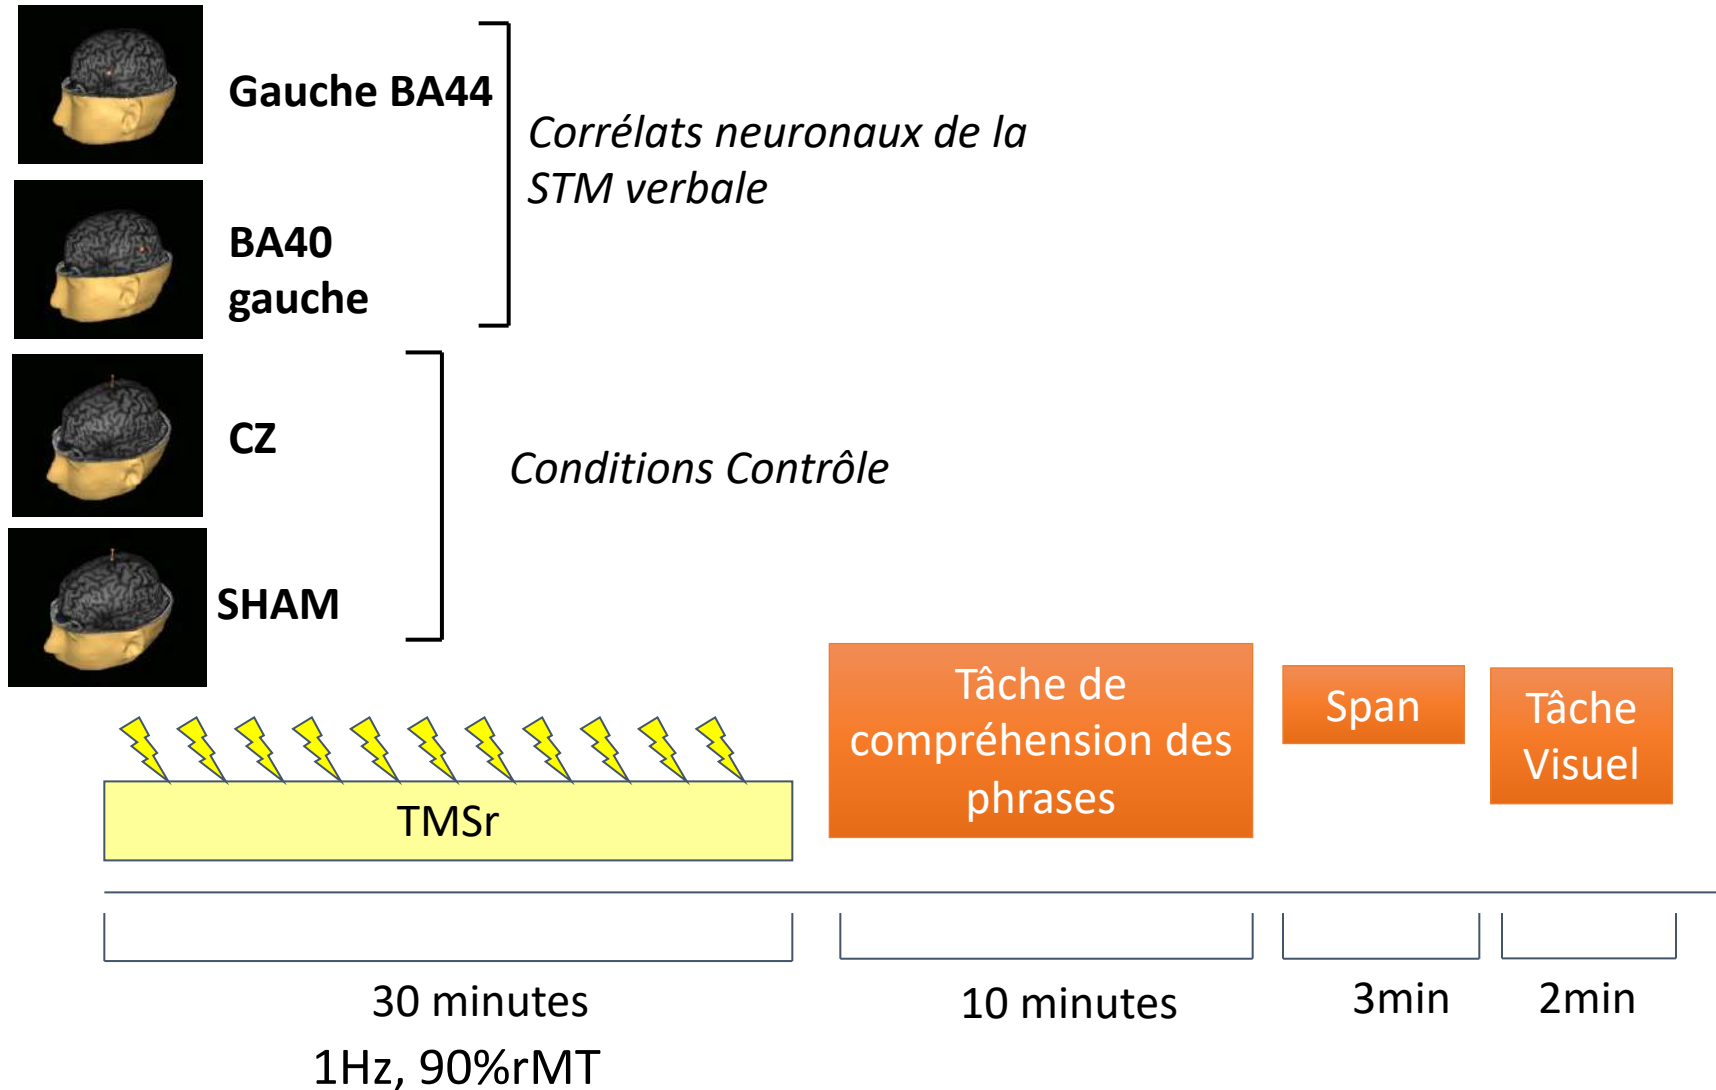 Gauche BA44
Corrélats neuronaux de la
STM verbale
BA40
gauche
CZ
Conditions Contrôle
SHAM
Tâche de
compréhension des
phrases
Span
Tâche
Visuel
TMSr
30 minutes
1Hz, 90%rMT
10 minutes
3min
2min